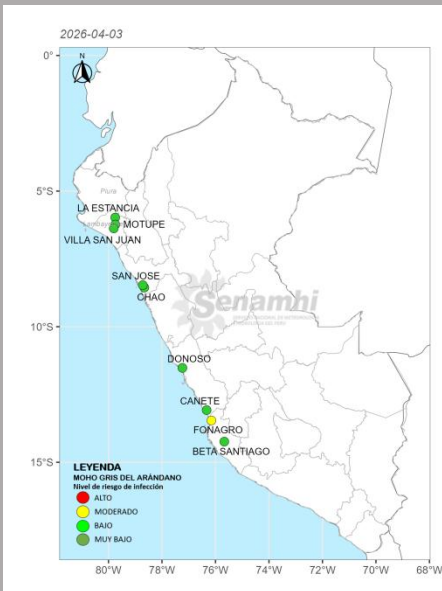 2026-04-03
N
0°
5°S
10°S
15°S
Piura
LA ESTANCIA
MOTUPE
VILLA SAN JUAN
SAN JOSE
CHAO
Senamhi
DONOSO
CANETE
FONAGRO
BETA SANTIAGO
LEYENDA
MOHO GRIS DEL ARÁNDANO
Nivel de riesgo de infección
ALTO
MODERADO
BAJO
MUY BAJO
80°W 78°W 76°W 74°W 72°W 70°W 68°W